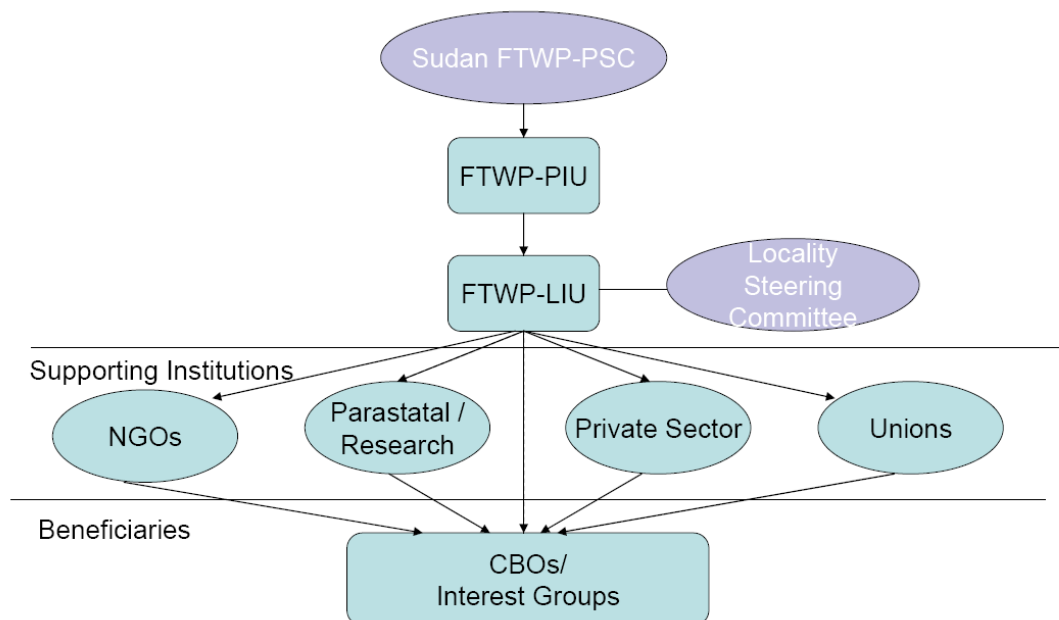 Sudan FTWP-PSC
FTWP-PIU
FTWP-LIU
Locality
Steering
Committee
Supporting Institutions
NGOs
Parastatal /
Research
Private Sector
Unions
Beneficiaries
CBOs/
Interest Groups